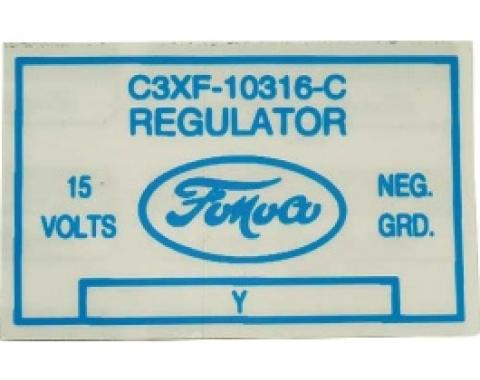 C3XF-10316-C
REGULATOR
15
VOLTS
FoMoCo
NEG.
GRD.
Y